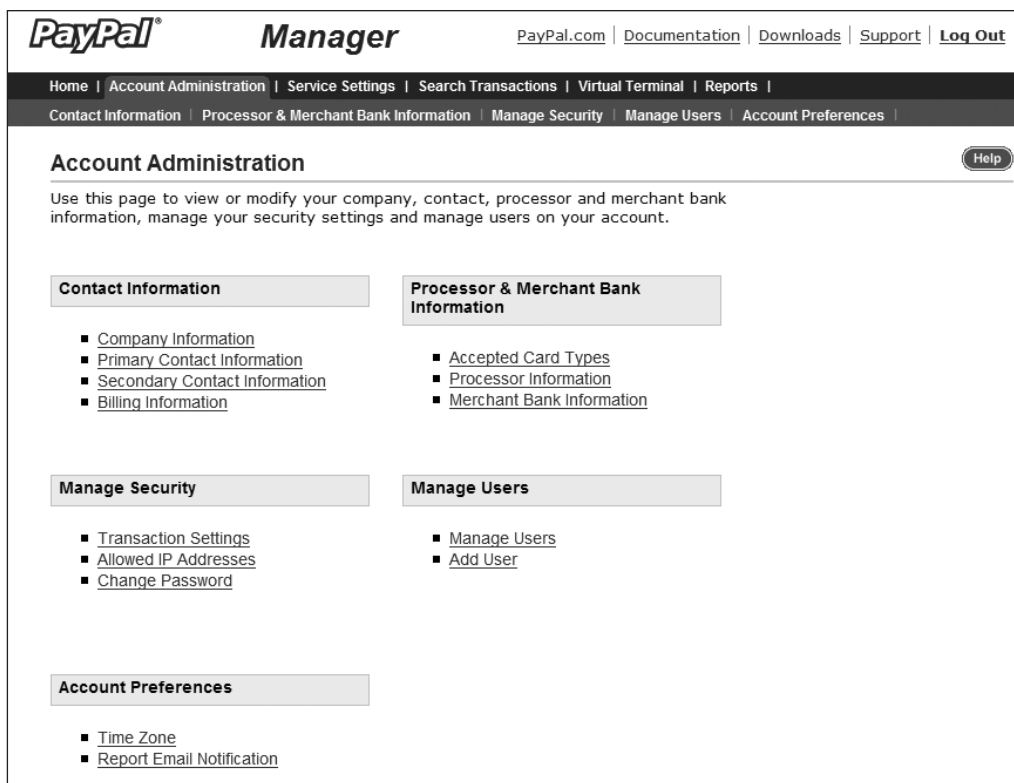 PayPal® Manager PayPal.com | Documentation | Downloads | Support | Log Out
Home | Account Administration | Service Settings | Search Transactions | Virtual Terminal | Reports |
Contact Information | Processor & Merchant Bank Information | Manage Security | Manage Users | Account Preferences |
Account Administration
Help
Use this page to view or modify your company, contact, processor and merchant bank
information, manage your security settings and manage users on your account.
Contact Information
■ Company Information
■ Primary Contact Information
■ Secondary Contact Information
■ Billing Information
Processor & Merchant Bank
Information
■ Accepted Card Types
■ Processor Information
■ Merchant Bank Information
Manage Security
■ Transaction Settings
■ Allowed IP Addresses
■ Change Password
Manage Users
■ Manage Users
■ Add User
Account Preferences
■ Time Zone
■ Report Email Notification